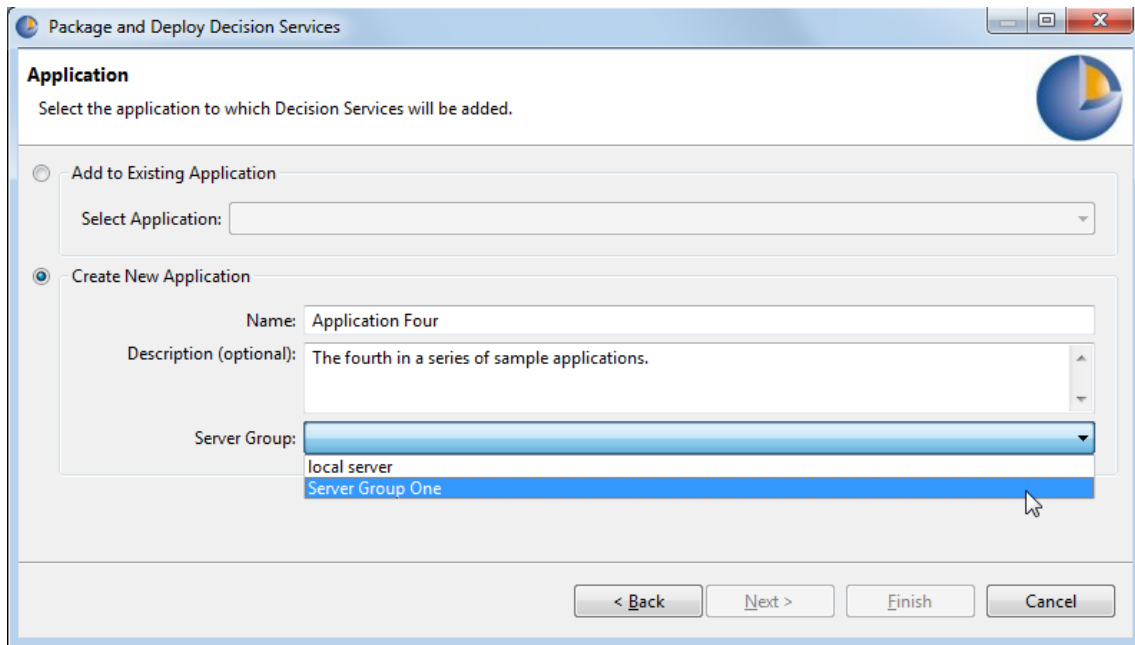 Package and Deploy Decision Services
Application
Select the application to which Decision Services will be added.
Add to Existing Application
Select Application:
Create New Application
Name: Application Four
Description (optional): The fourth in a series of sample applications.
Server Group:
local server
Server Group One
< Back Next > Finish Cancel